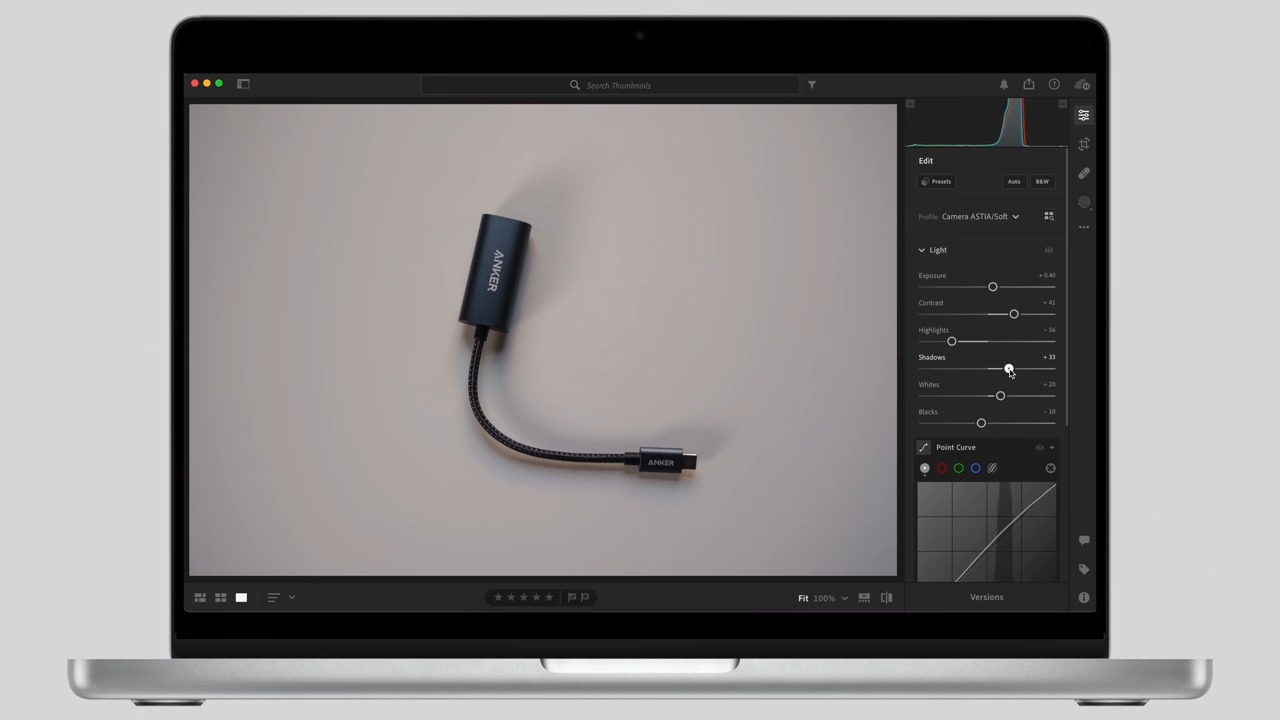 Search Thumbnails
Edit
Presets
Auto
B&W
Profile Camera ASTIA/Soft
Light
Exposure + 0.40
Contrast + 41
Highlights − 56
Shadows + 33
Whites + 20
Blacks − 10
Point Curve
ANKER
ANKER
Fit 100%
Versions